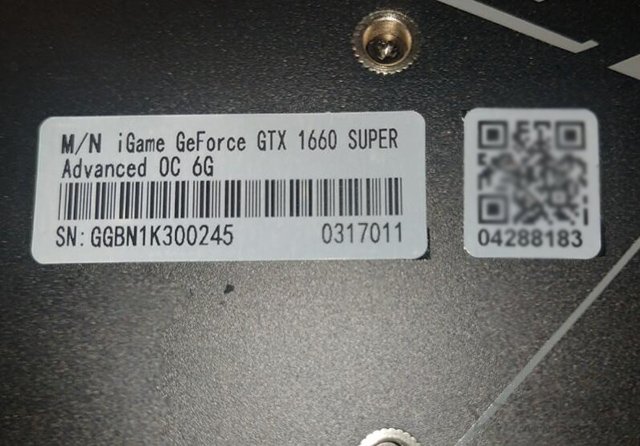 M/N iGame GeForce GTX 1660 SUPER
Advanced OC 6G
SN:GGBN1K300245 0317011
04288183